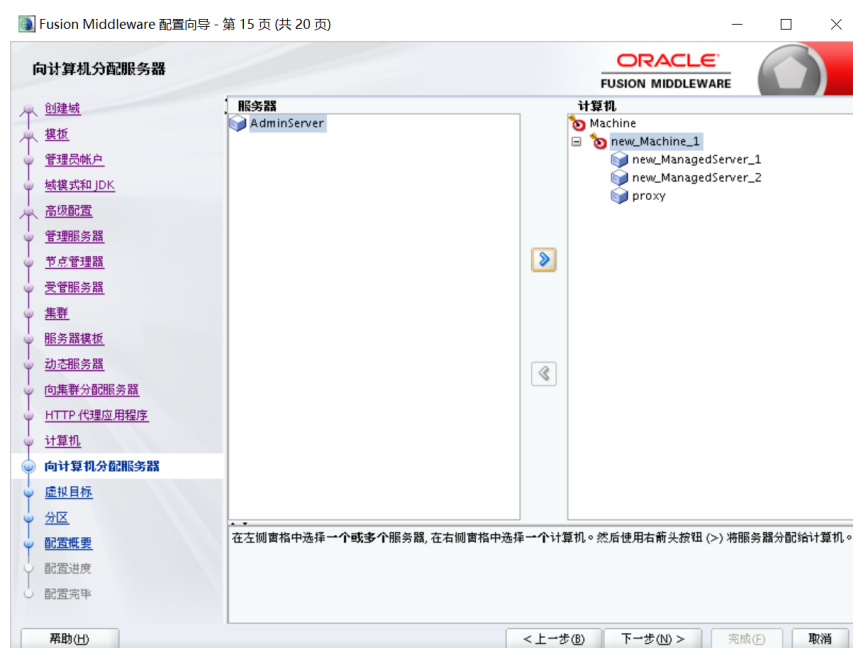 Fusion Middleware 配置向导 - 第 15 页 (共 20 页)
向计算机分配服务器
ORACLE
FUSION MIDDLEWARE
创建域
模板
管理员帐户
域模式和 JDK
高级配置
管理服务器
节点管理器
受管服务器
集群
服务器模板
动态服务器
向集群分配服务器
HTTP 代理应用程序
计算机
向计算机分配服务器
虚拟目标
分区
配置概要
配置进度
配置完毕
服务器
AdminServer
计算机
Machine
new_Machine_1
new_ManagedServer_1
new_ManagedServer_2
proxy
在左侧窗格中选择一个或多个服务器, 在右侧窗格中选择一个计算机。然后使用右箭头按钮 (>) 将服务器分配给计算机。
帮助(H)
< 上一步(B)
下一步(N) >
完成(F)
取消